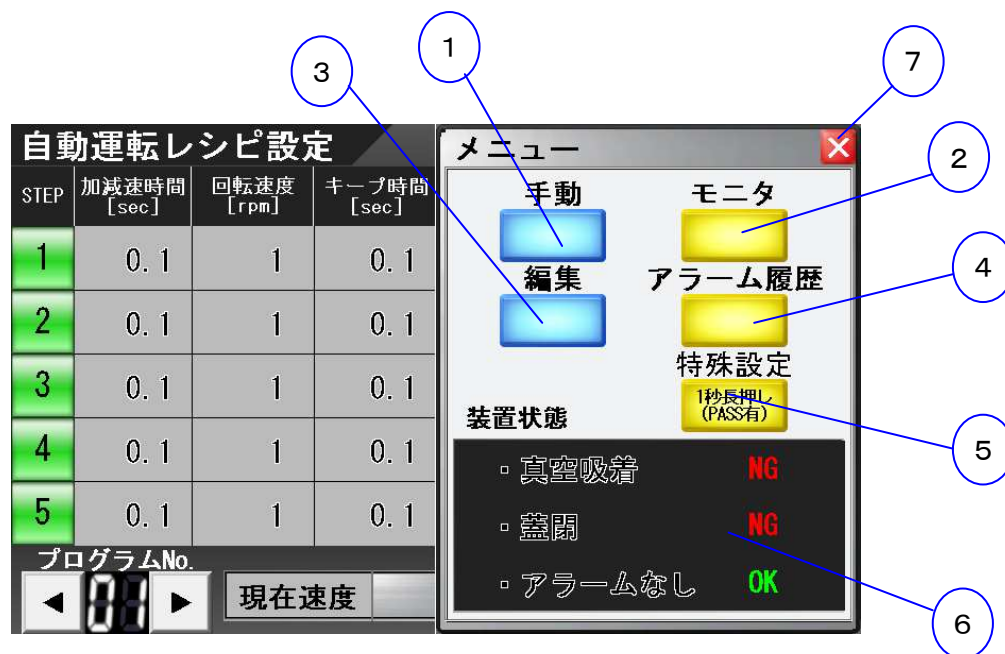 3
1
7
2
4
5
6
自動運転レシピ設定
STEP 加減速時間[sec] 回転速度[rpm] キープ時間[sec]
1 0.1 1 0.1
2 0.1 1 0.1
3 0.1 1 0.1
4 0.1 1 0.1
5 0.1 1 0.1
プログラムNo.
◀ 01 ▶ 現在速度
メニュー ×
手動 モニタ
編集 アラーム履歴
特殊設定
1秒長押し
(PASS有)
装置状態
・真空吸着 NG
・蓋閉 NG
・アラームなし OK